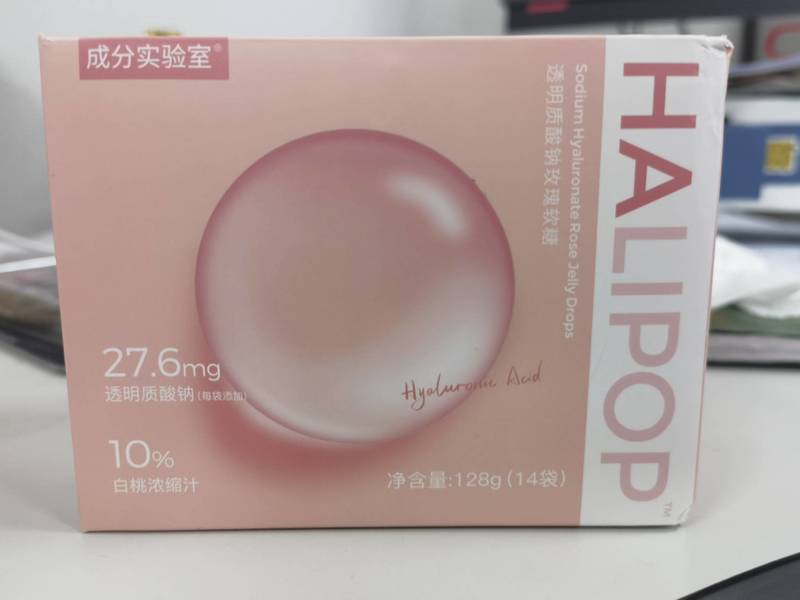 成分实验室®
HALIPOP™
Sodium Hyaluronate Rose Jelly Drops
透明质酸钠玫瑰软糖
27.6mg
透明质酸钠(每袋添加)
Hyaluronic Acid
10%
白桃浓缩汁
净含量:128g(14袋)